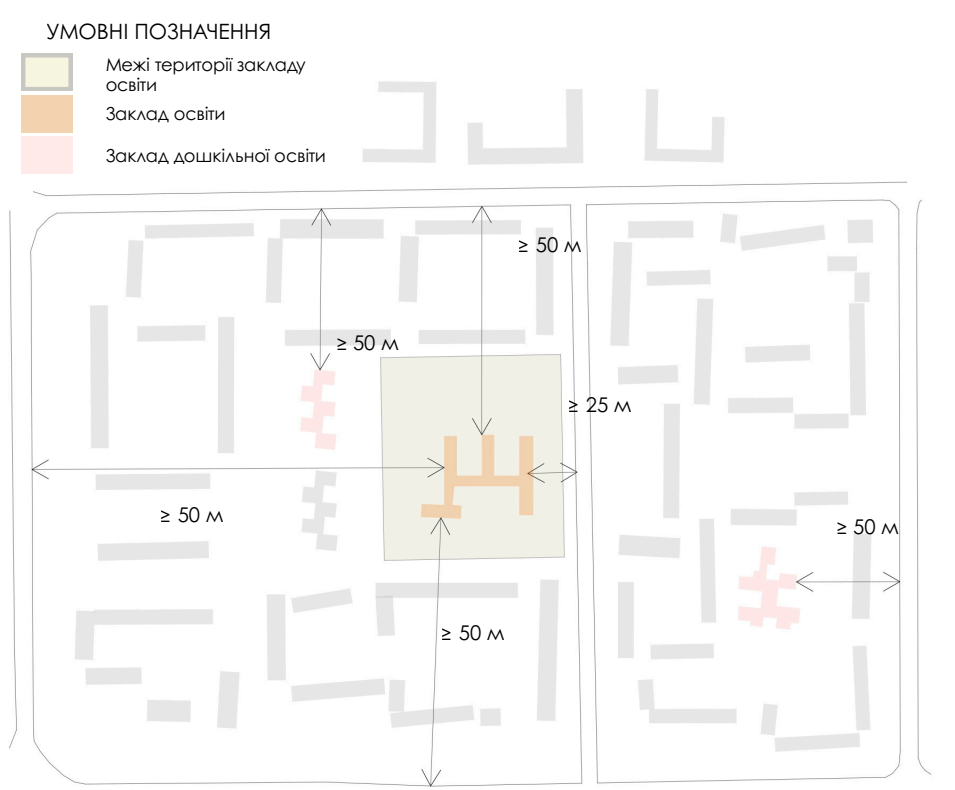 УМОВНІ ПОЗНАЧЕННЯ
Межі території закладу
освіти
Заклад освіти
Заклад дошкільної освіти
≥ 50 м
≥ 50 м
≥ 25 м
≥ 50 м
≥ 50 м
≥ 50 м